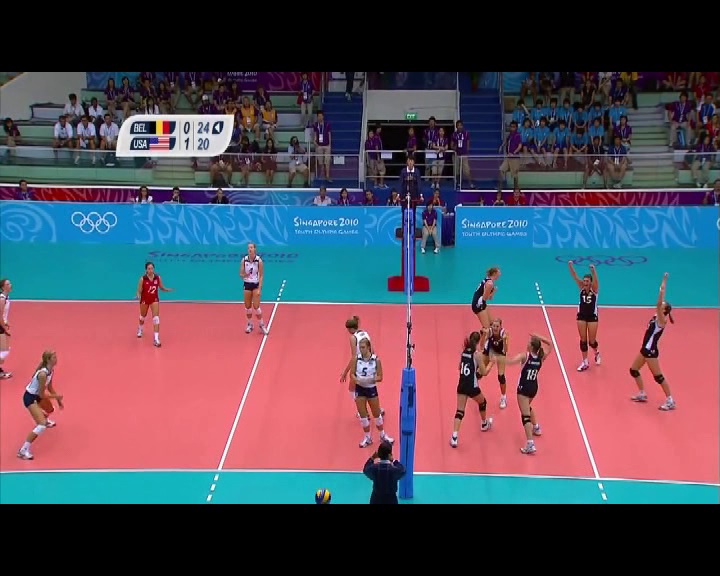 2010
BEL 0 24
USA 1 20
SINGAPORE 2010
YOUTH OLYMPIC GAMES
SINGAPORE 2010
YOUTH OLYMPIC GAMES
SINGAPORE 2010
5
16
18
15